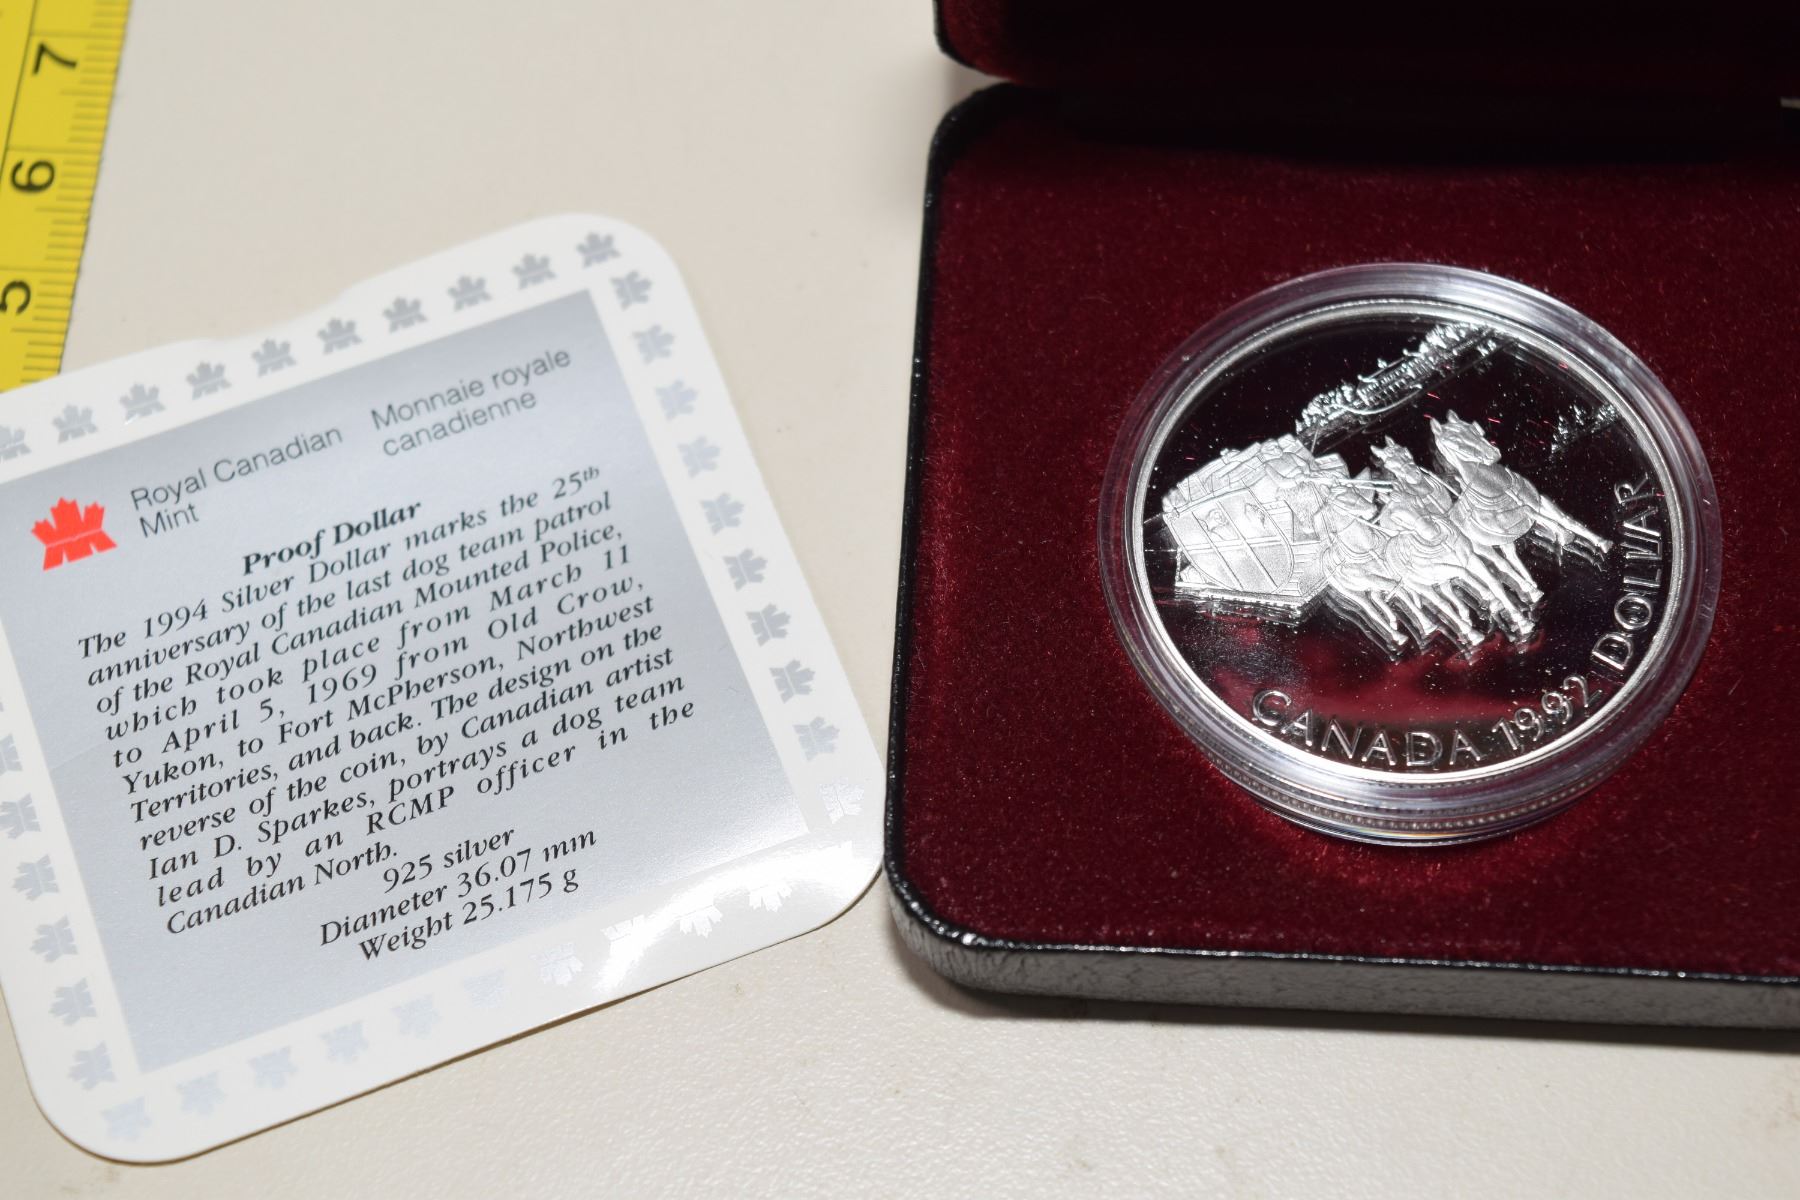 7
6
5
Royal Canadian Mint
Monnaie royale canadienne
Proof Dollar
The 1994 Silver Dollar marks the 25th
anniversary of the last dog team patrol
of the Royal Canadian Mounted Police,
which took place from March 11
to April 5, 1969 from Old Crow,
Yukon, to Fort McPherson, Northwest
Territories, and back. The design on the
reverse of the coin, by Canadian artist
Ian D. Sparkes, portrays a dog team
lead by an RCMP officer in the
Canadian North.
925 silver
Diameter 36.07 mm
Weight 25.175 g
CANADA 1992 DOLLAR